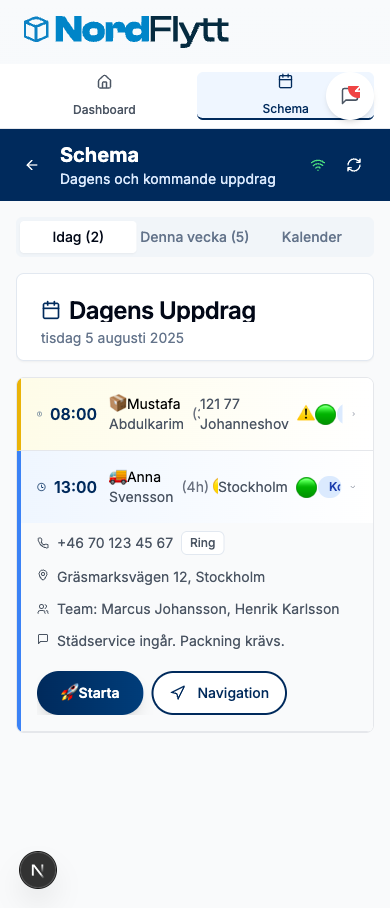 NordFlytt
Dashboard
Schema
Schema
Dagens och kommande uppdrag
Idag (2)
Denna vecka (5)
Kalender
Dagens Uppdrag
tisdag 5 augusti 2025
08:00
📦Mustafa
Abdulkarim
121 77
Johanneshov
⚠️🟢
13:00
🚚Anna
Svensson
(4h)
Stockholm
🟢
+46 70 123 45 67
Ring
Gräsmarksvägen 12, Stockholm
Team: Marcus Johansson, Henrik Karlsson
Städservice ingår. Packning krävs.
🚀Starta
Navigation
N